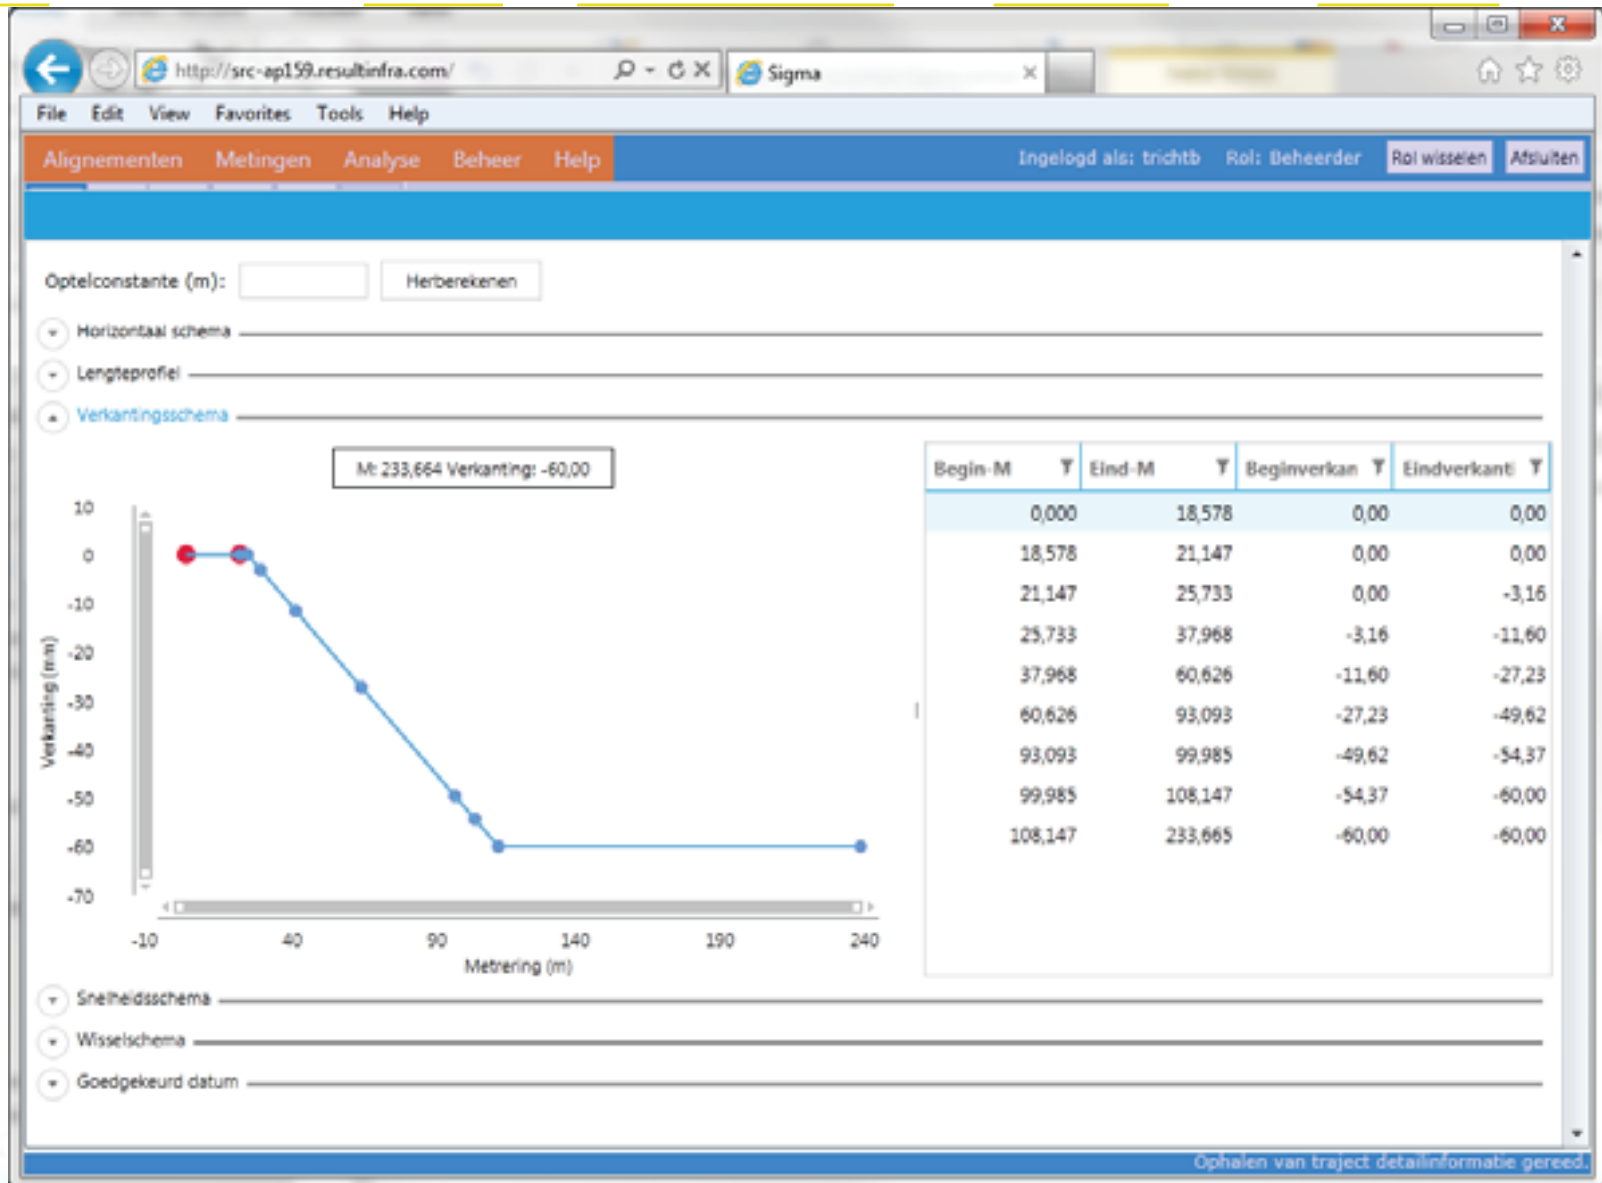 http://src-ap159.resultinfra.com/
Sigma
File Edit View Favorites Tools Help
Alignementen Metingen Analyse Beheer Help
Ingelogd als: trichtb Rol: Beheerder Rol wisselen Afsluiten
Optelconstante (m): Herberekenen
Horizontaal schema
Lengteprofiel
Verkantingsschema
M: 233,664 Verkanting: -60,00
10
0
-10
-20
-30
-40
-50
-60
-70
Verkanting (mm)
-10 40 90 140 190 240
Metrering (m)
Begin-M Eind-M Beginverkan Eindverkanti
0,000 18,578 0,00 0,00
18,578 21,147 0,00 0,00
21,147 25,733 0,00 -3,16
25,733 37,968 -3,16 -11,60
37,968 60,626 -11,60 -27,23
60,626 93,093 -27,23 -49,62
93,093 99,985 -49,62 -54,37
99,985 108,147 -54,37 -60,00
108,147 233,665 -60,00 -60,00
Snelheidsschema
Wisselschema
Goedgekeurd datum
Ophalen van traject detailinformatie gereed.